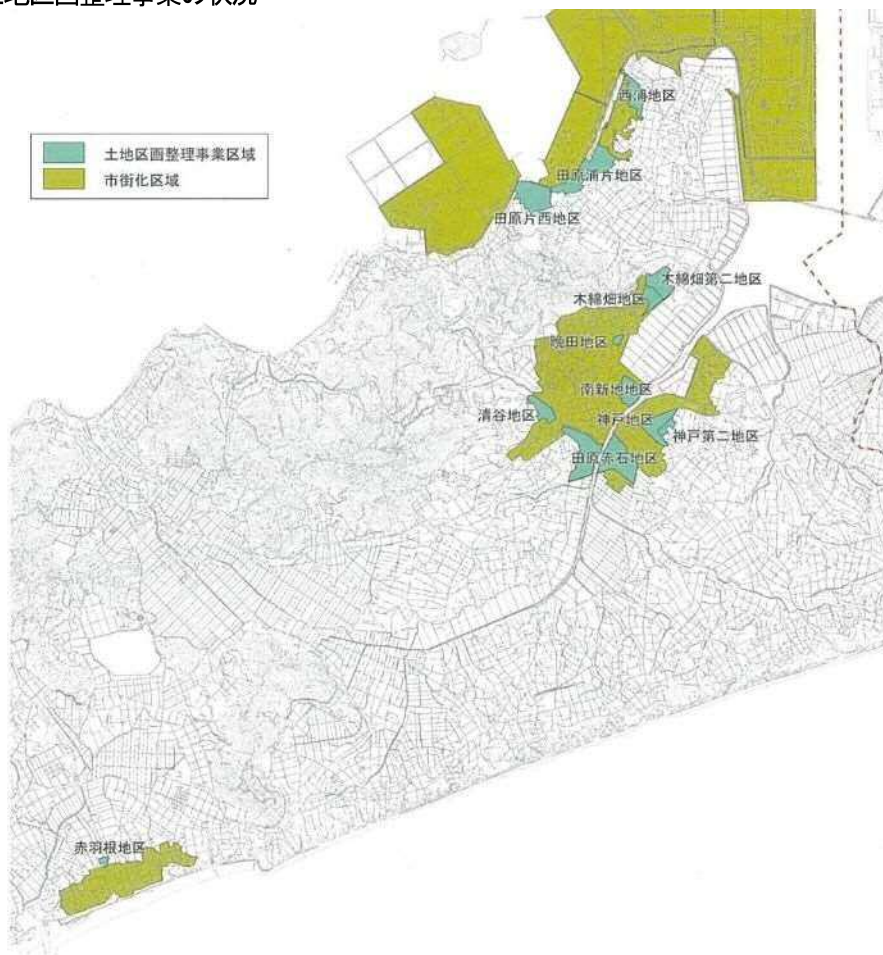 土地区画整理事業の状況
土地区画整理事業区域
市街化区域
西浦地区
田原浦片地区
田原片西地区
木綿畑第二地区
木綿畑地区
晩田地区
南新地地区
清谷地区
神戸地区
神戸第二地区
田原赤石地区
赤羽根地区